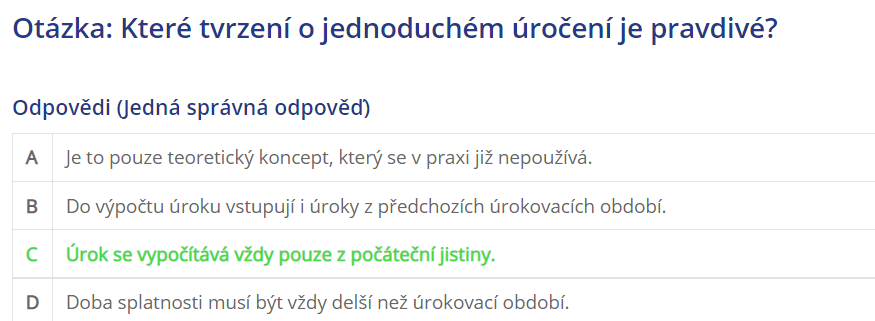 Otázka: Které tvrzení o jednoduchém úročení je pravdivé?
Odpovědi (Jedná správná odpověď)
A Je to pouze teoretický koncept, který se v praxi již nepoužívá.
B Do výpočtu úroku vstupují i úroky z předchozích úrokovacích období.
C Úrok se vypočítává vždy pouze z počáteční jistiny.
D Doba splatnosti musí být vždy delší než úrokovací období.